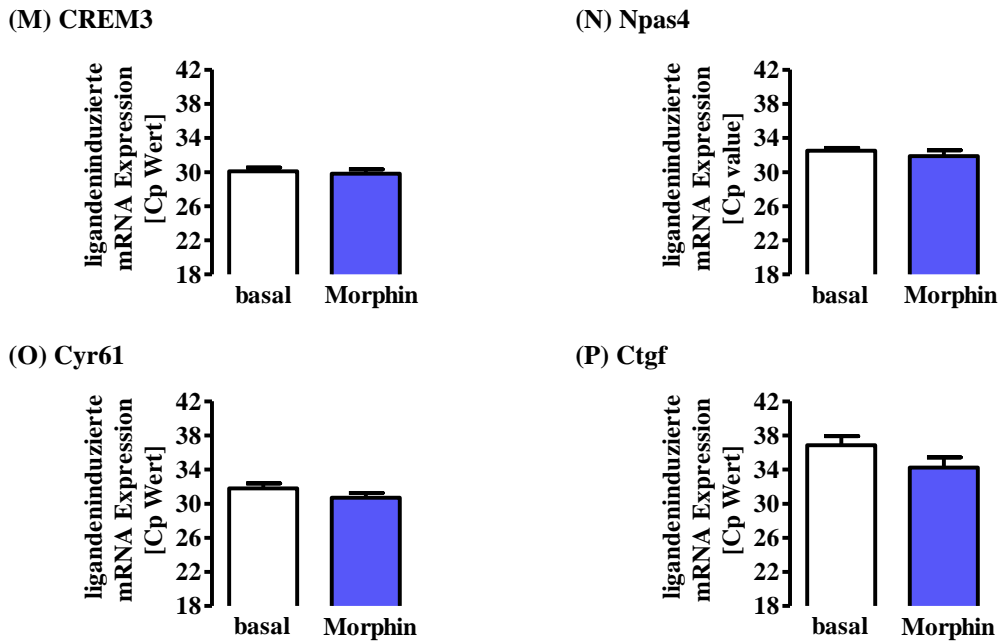 (M) CREM3
ligandeninduzierte
mRNA Expression
[Cp Wert]
42
38
34
30
26
22
18
basal
Morphin
(N) Npas4
ligandeninduzierte
mRNA Expression
[Cp value]
42
38
34
30
26
22
18
basal
Morphin
(O) Cyr61
ligandeninduzierte
mRNA Expression
[Cp Wert]
42
38
34
30
26
22
18
basal
Morphin
(P) Ctgf
ligandeninduzierte
mRNA Expression
[Cp Wert]
42
38
34
30
26
22
18
basal
Morphin